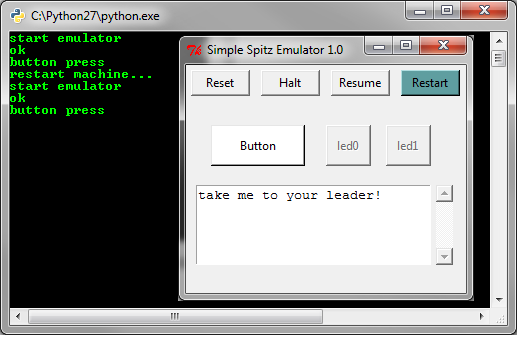 C:\Python27\python.exe
start emulator
ok
button press
restart machine...
start emulator
ok
button press
Simple Spitz Emulator 1.0
Reset Halt Resume Restart
Button led0 led1
take me to your leader!